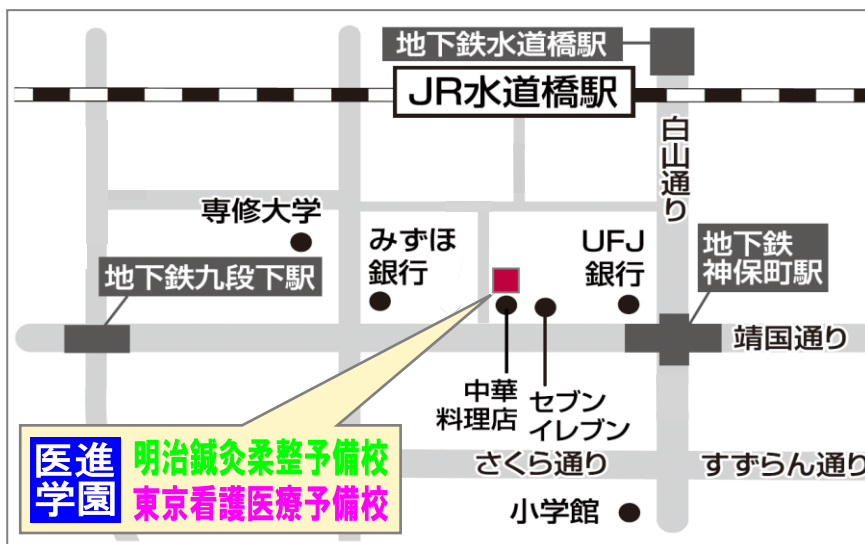 地下鉄水道橋駅
JR水道橋駅
白山通り
専修大学
みずほ
銀行
UFJ
銀行
地下鉄
神保町駅
地下鉄九段下駅
靖国通り
中華
料理店
セブン
イレブン
医進
学園
明治鍼灸柔整予備校
東京看護医療予備校
さくら通り
すずらん通り
小学館